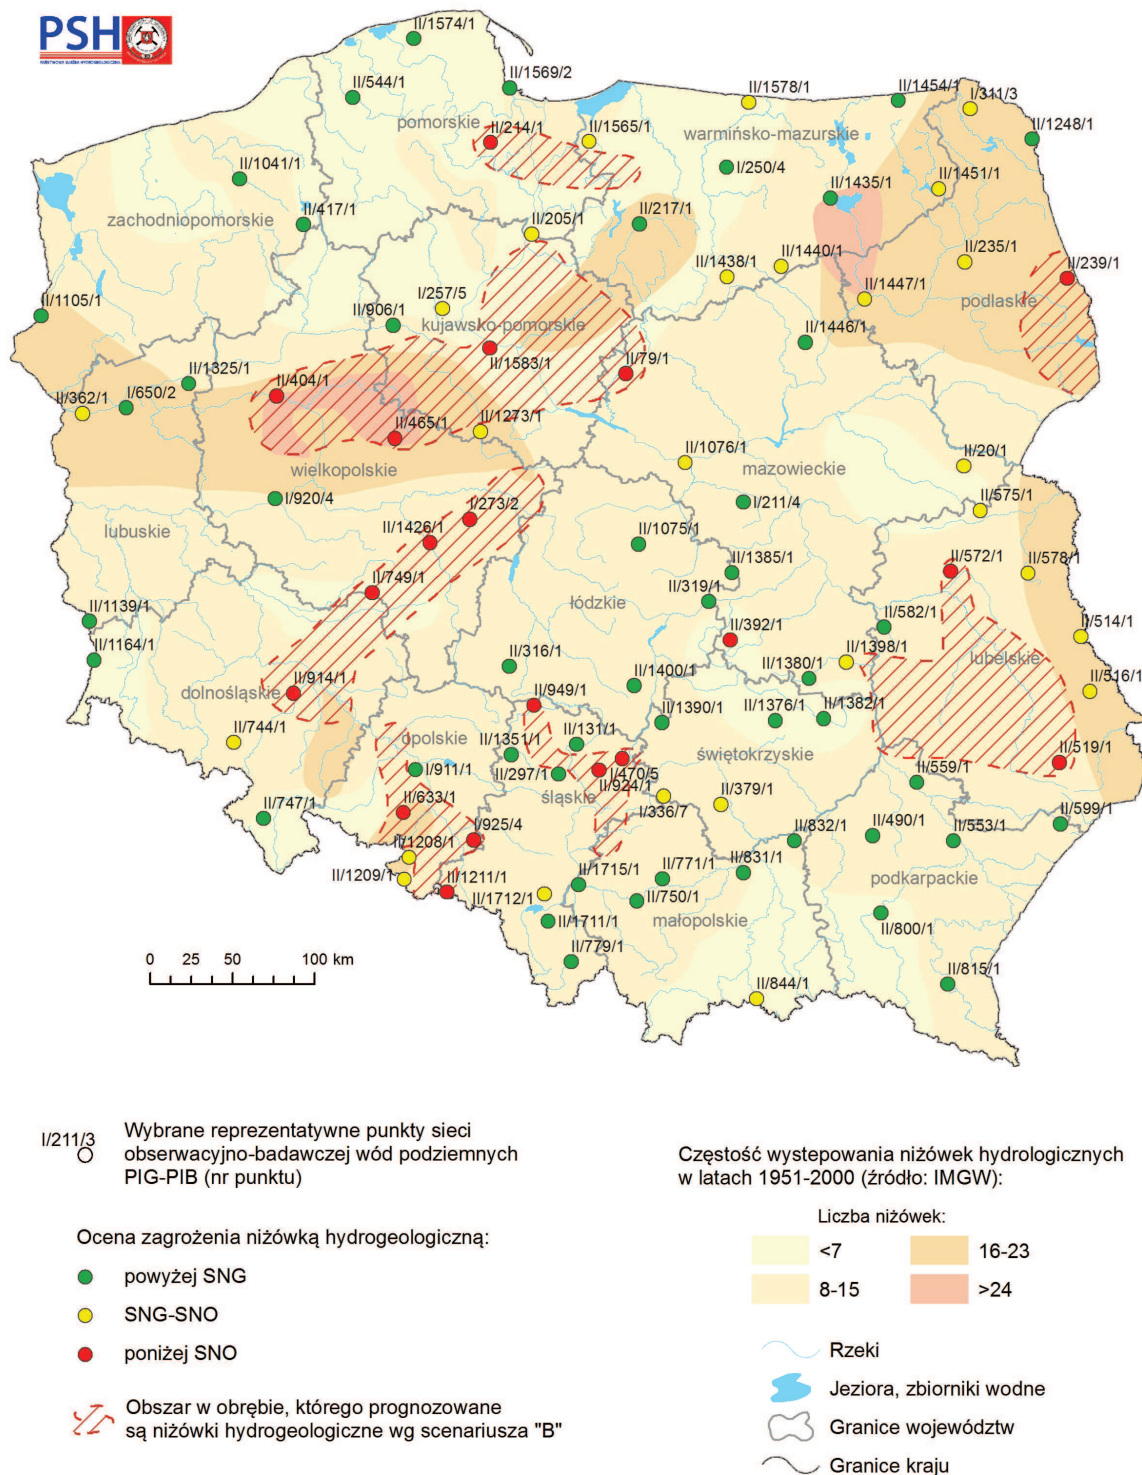 PSH
PAŃSTWOWA SŁUŻBA HYDROGEOLOGICZNA
II/1574/1
II/544/1
II/1569/2
II/1578/1
II/1454/1
I/311/3
pomorskie
II/214/1
II/1565/1
warmińsko-mazurskie
II/1248/1
II/1041/1
I/250/4
II/1435/1
II/1451/1
zachodniopomorskie
II/417/1
II/205/1
II/217/1
II/1438/1
II/1440/1
II/235/1
II/239/1
II/1105/1
II/906/1
I/257/5
kujawsko-pomorskie
II/1447/1
podlaskie
II/1446/1
II/1325/1
II/404/1
II/1583/1
II/79/1
II/362/1
I/650/2
II/465/1
II/1273/1
wielkopolskie
II/1076/1
mazowieckie
II/20/1
I/920/4
I/273/2
I/211/4
II/575/1
lubuskie
II/1426/1
II/1075/1
II/749/1
II/1385/1
II/572/1
II/578/1
II/1139/1
łódzkie
II/319/1
II/582/1
II/514/1
II/1164/1
II/392/1
II/1398/1
lubelskie
dolnośląskie
II/914/1
II/316/1
II/1400/1
II/1380/1
II/516/1
II/949/1
II/1390/1
II/1376/1
II/1382/1
II/744/1
opolskie
II/1351/1
II/131/1
świętokrzyskie
II/519/1
I/911/1
II/297/1
I/470/5
II/559/1
śląskie
II/924/1
II/633/1
I/336/7
II/379/1
II/747/1
I/925/4
II/832/1
II/490/1
II/553/1
II/599/1
II/1208/1
II/1209/1
II/1211/1
II/1712/1
II/1715/1
II/771/1
II/831/1
podkarpackie
II/750/1
II/1711/1
małopolskie
II/800/1
II/779/1
II/844/1
II/815/1
0 25 50 100 km
I/211/3
Wybrane reprezentatywne punkty sieci
obserwacyjno-badawczej wód podziemnych
PIG-PIB (nr punktu)
Ocena zagrożenia niżówką hydrogeologiczną:
powyżej SNG
SNG-SNO
poniżej SNO
Obszar w obrębie, którego prognozowane
są niżówki hydrogeologiczne wg scenariusza "B"
Częstość wystepowania niżówek hydrologicznych
w latach 1951-2000 (źródło: IMGW):
Liczba niżówek:
<7
16-23
8-15
>24
Rzeki
Jeziora, zbiorniki wodne
Granice województw
Granice kraju